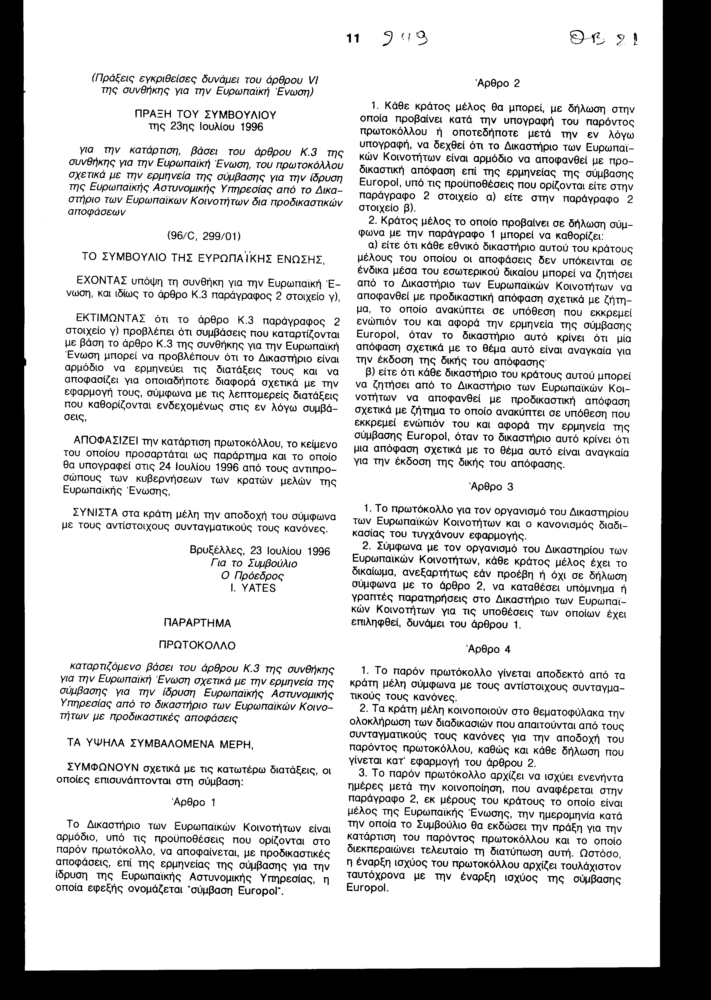 11
(Πράξεις εγκριθείσες δυνάμει του άρθρου VI
της συνθήκης για την Ευρωπαϊκή Ένωση)
ΠΡΑΞΗ ΤΟΥ ΣΥΜΒΟΥΛΙΟΥ
της 23ης Ιουλίου 1996
για την κατάρτιση, βάσει του άρθρου Κ.3 της
συνθήκης για την Ευρωπαϊκή Ένωση, του πρωτοκόλλου
σχετικά με την ερμηνεία της σύμβασης για την ίδρυση
της Ευρωπαϊκής Αστυνομικής Υπηρεσίας από το Δικα-
στήριο των Ευρωπαϊκων Κοινοτήτων δια προδικαστικών
αποφάσεων
(96/C, 299/01)
ΤΟ ΣΥΜΒΟΥΛΙΟ ΤΗΣ ΕΥΡΩΠΑΪΚΗΣ ΕΝΩΣΗΣ,
ΕΧΟΝΤΑΣ υπόψη τη συνθήκη για την Ευρωπαϊκή Έ-
νωση, και ιδίως το άρθρο Κ.3 παράγραφος 2 στοιχείο γ),
ΕΚΤΙΜΩΝΤΑΣ ότι το άρθρο Κ.3 παράγραφος 2
στοιχείο γ) προβλέπει ότι συμβάσεις που καταρτίζονται
με βάση το άρθρο Κ.3 της συνθήκης για την Ευρωπαϊκή
Ένωση μπορεί να προβλέπουν ότι το Δικαστήριο είναι
αρμόδιο να ερμηνεύει τις διατάξεις τους και να
αποφασίζει για οποιαδήποτε διαφορά σχετικά με την
εφαρμογή τους, σύμφωνα με τις λεπτομερείς διατάξεις
που καθορίζονται ενδεχομένως στις εν λόγω συμβά-
σεις,
ΑΠΟΦΑΣΙΖΕΙ την κατάρτιση πρωτοκόλλου, το κείμενο
του οποίου προσαρτάται ως παράρτημα και το οποίο
θα υπογραφεί στις 24 Ιουλίου 1996 από τους αντιπρο-
σώπους των κυβερνήσεων των κρατών μελών της
Ευρωπαϊκής Ένωσης,
ΣΥΝΙΣΤΑ στα κράτη μέλη την αποδοχή του σύμφωνα
με τους αντίστοιχους συνταγματικούς τους κανόνες.
Βρυξέλλες, 23 Ιουλίου 1996
Για το Συμβούλιο
Ο Πρόεδρος
I. YATES
ΠΑΡΑΡΤΗΜΑ
ΠΡΩΤΟΚΟΛΛΟ
καταρτιζόμενο βάσει του άρθρου Κ.3 της συνθήκης
για την Ευρωπαϊκή Ένωση σχετικά με την ερμηνεία της
σύμβασης για την ίδρυση Ευρωπαϊκής Αστυνομικής
Υπηρεσίας από το δικαστήριο των Ευρωπαϊκών Κοινο-
τήτων με προδικαστικές αποφάσεις
ΤΑ ΥΨΗΛΑ ΣΥΜΒΑΛΟΜΕΝΑ ΜΕΡΗ,
ΣΥΜΦΩΝΟΥΝ σχετικά με τις κατωτέρω διατάξεις, οι
οποίες επισυνάπτονται στη σύμβαση:
Άρθρο 1
Το Δικαστήριο των Ευρωπαϊκών Κοινοτήτων είναι
αρμόδιο, υπό τις προϋποθέσεις που ορίζονται στο
παρόν πρωτόκολλο, να αποφαίνεται, με προδικαστικές
αποφάσεις, επί της ερμηνείας της σύμβασης για την
ίδρυση της Ευρωπαϊκής Αστυνομικής Υπηρεσίας, η
οποία εφεξής ονομάζεται "σύμβαση Europol".
Άρθρο 2
1. Κάθε κράτος μέλος θα μπορεί, με δήλωση στην
οποία προβαίνει κατά την υπογραφή του παρόντος
πρωτοκόλλου ή οποτεδήποτε μετά την εν λόγω
υπογραφή, να δεχθεί ότι το Δικαστήριο των Ευρωπαϊ-
κών Κοινοτήτων είναι αρμόδιο να αποφανθεί με προ-
δικαστική απόφαση επί της ερμηνείας της σύμβασης
Europol, υπό τις προϋποθέσεις που ορίζονται είτε στην
παράγραφο 2 στοιχείο α) είτε στην παράγραφο 2
στοιχείο β).
2. Κράτος μέλος το οποίο προβαίνει σε δήλωση σύμ-
φωνα με την παράγραφο 1 μπορεί να καθορίζει:
α) είτε ότι κάθε εθνικό δικαστήριο αυτού του κράτους
μέλους του οποίου οι αποφάσεις δεν υπόκεινται σε
ένδικα μέσα του εσωτερικού δικαίου μπορεί να ζητήσει
από το Δικαστήριο των Ευρωπαϊκών Κοινοτήτων να
αποφανθεί με προδικαστική απόφαση σχετικά με ζήτη-
μα, το οποίο ανακύπτει σε υπόθεση που εκκρεμεί
ενώπιόν του και αφορά την ερμηνεία της σύμβασης
Europol, όταν το δικαστήριο αυτό κρίνει ότι μία
απόφαση σχετικά με το θέμα αυτό είναι αναγκαία για
την έκδοση της δικής του απόφασης·
β) είτε ότι κάθε δικαστήριο του κράτους αυτού μπορεί
να ζητήσει από το Δικαστήριο των Ευρωπαϊκών Κοι-
νοτήτων να αποφανθεί με προδικαστική απόφαση
σχετικά με ζήτημα το οποίο ανακύπτει σε υπόθεση που
εκκρεμεί ενώπιόν του και αφορά την ερμηνεία της
σύμβασης Europol, όταν το δικαστήριο αυτό κρίνει ότι
μια απόφαση σχετικά με το θέμα αυτό είναι αναγκαία
για την έκδοση της δικής του απόφασης.
Άρθρο 3
1. Το πρωτόκολλο για τον οργανισμό του Δικαστηρίου
των Ευρωπαϊκών Κοινοτήτων και ο κανονισμός διαδι-
κασίας του τυγχάνουν εφαρμογής.
2. Σύμφωνα με τον οργανισμό του Δικαστηρίου των
Ευρωπαϊκών Κοινοτήτων, κάθε κράτος μέλος έχει το
δικαίωμα, ανεξαρτήτως εάν προέβη ή όχι σε δήλωση
σύμφωνα με το άρθρο 2, να καταθέσει υπόμνημα ή
γραπτές παρατηρήσεις στο Δικαστήριο των Ευρωπαϊ-
κών Κοινοτήτων για τις υποθέσεις των οποίων έχει
επιληφθεί, δυνάμει του άρθρου 1.
Άρθρο 4
1. Το παρόν πρωτόκολλο γίνεται αποδεκτό από τα
κράτη μέλη σύμφωνα με τους αντίστοιχους συνταγμα-
τικούς τους κανόνες.
2. Τα κράτη μέλη κοινοποιούν στο θεματοφύλακα την
ολοκλήρωση των διαδικασιών που απαιτούνται από τους
συνταγματικούς τους κανόνες για την αποδοχή του
παρόντος πρωτοκόλλου, καθώς και κάθε δήλωση που
γίνεται κατ' εφαρμογή του άρθρου 2.
3. Το παρόν πρωτόκολλο αρχίζει να ισχύει ενενήντα
ημέρες μετά την κοινοποίηση, που αναφέρεται στην
παράγραφο 2, εκ μέρους του κράτους το οποίο είναι
μέλος της Ευρωπαϊκής Ένωσης, την ημερομηνία κατά
την οποία το Συμβούλιο θα εκδώσει την πράξη για την
κατάρτιση του παρόντος πρωτοκόλλου και το οποίο
διεκπεραιώνει τελευταίο τη διατύπωση αυτή. Ωστόσο,
η έναρξη ισχύος του πρωτοκόλλου αρχίζει τουλάχιστον
ταυτόχρονα με την έναρξη ισχύος της σύμβασης
Europol.